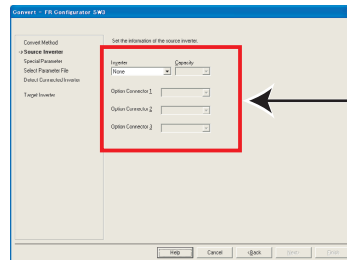 Convert - FR Configurator SW3
Convert Method
Source Inverter
Special Parameter
Select Parameter File
Detect Connected Inverter
Target Inverter
Set the information of the source inverter.
Inverter
Capacity
None
Option Connector 1
Option Connector 2
Option Connector 3
Help
Cancel
<Back
Next
Finish